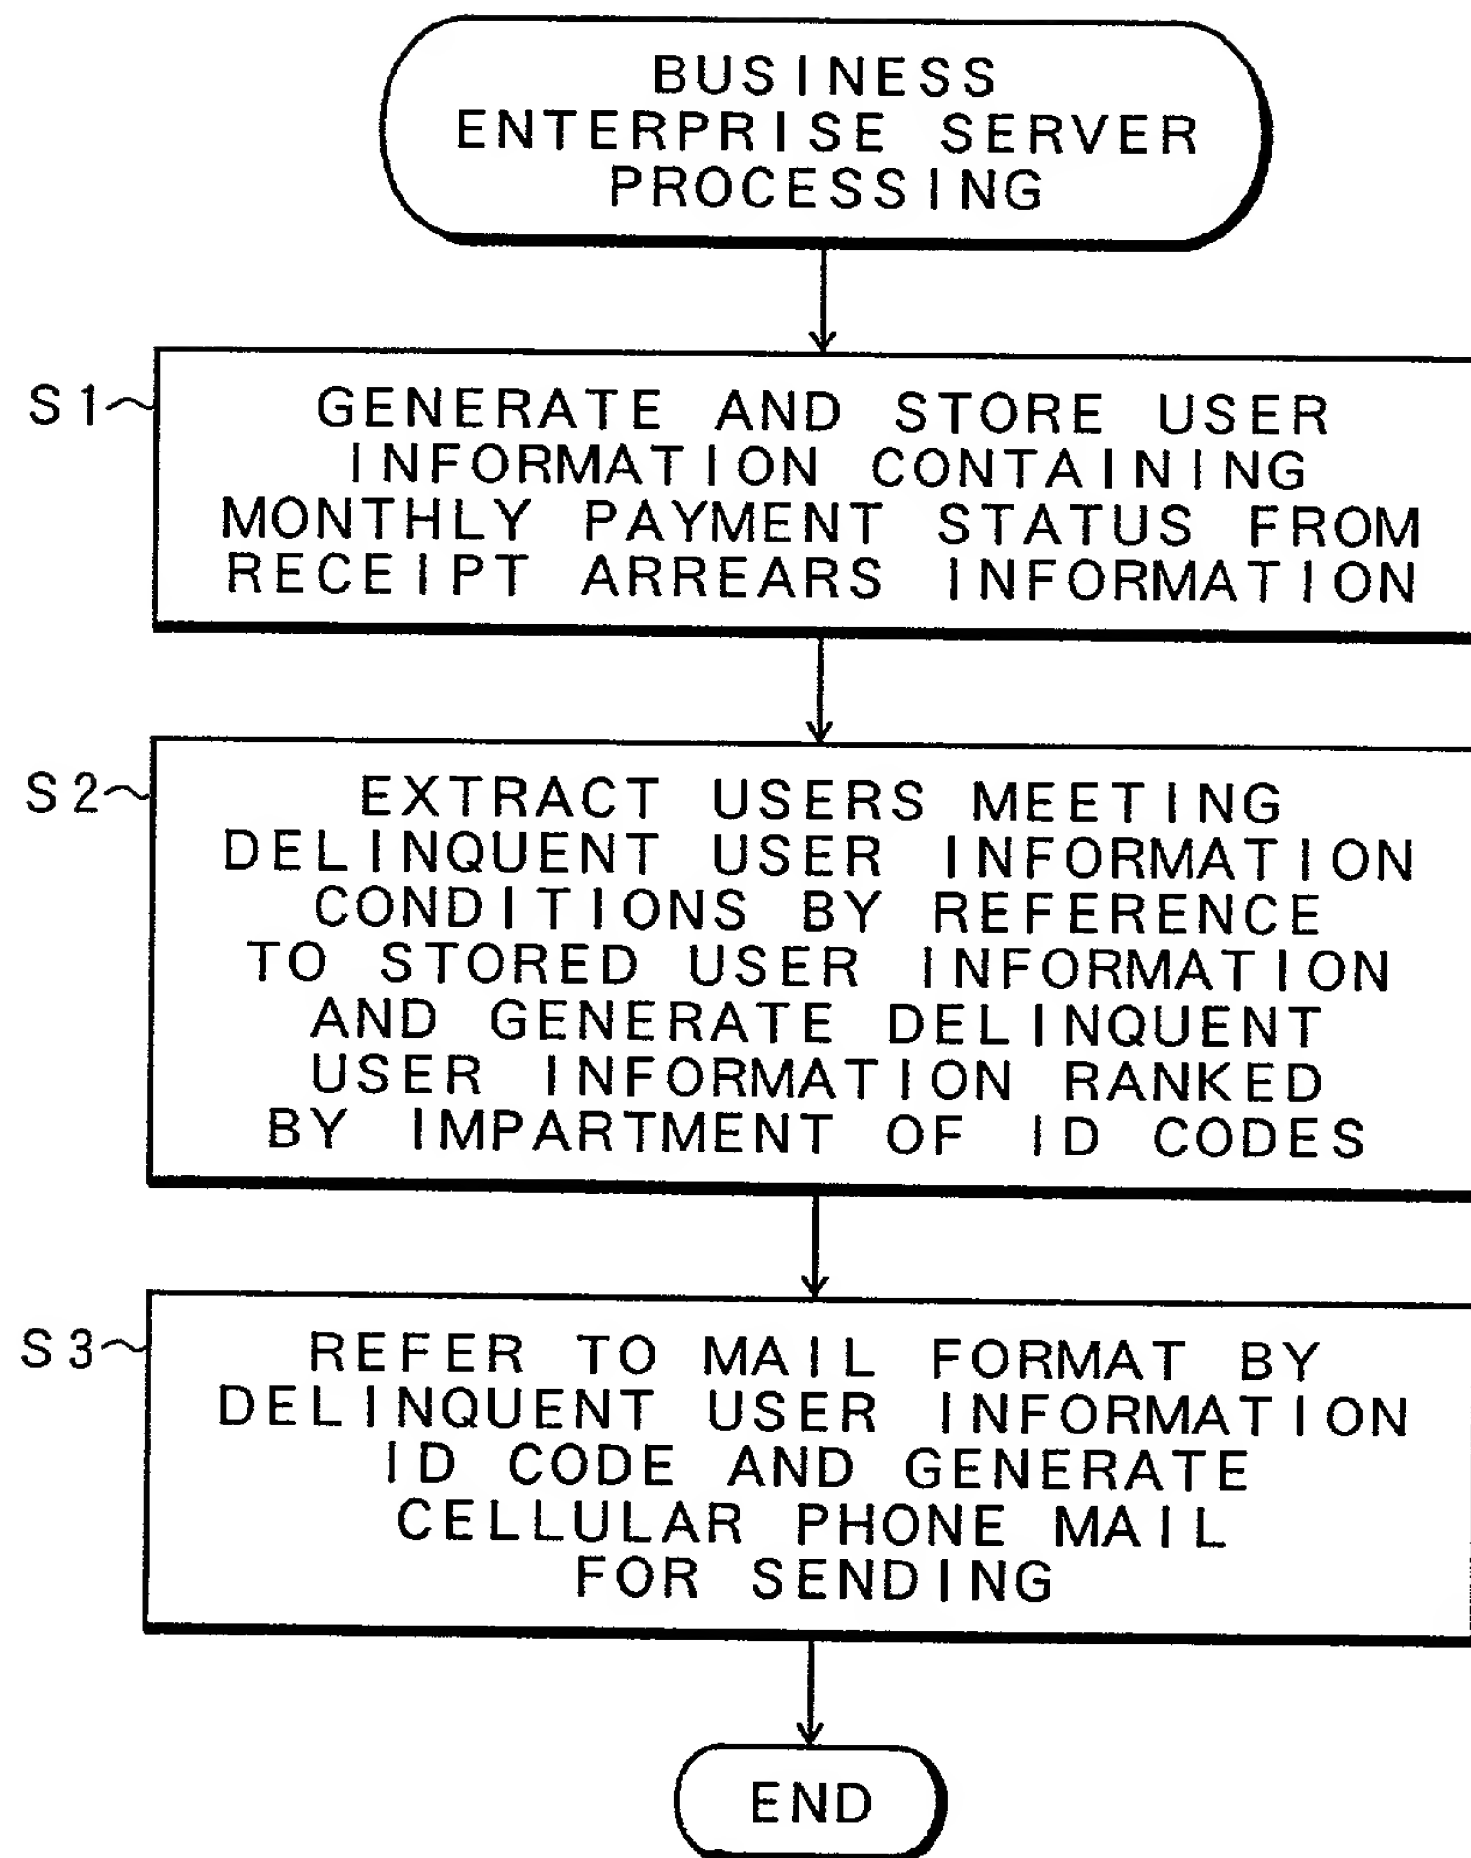 BUSINESS
ENTERPRISE SERVER
PROCESSING
S1
GENERATE AND STORE USER
INFORMATION CONTAINING
MONTHLY PAYMENT STATUS FROM
RECEIPT ARREARS INFORMATION
S2
EXTRACT USERS MEETING
DELINQUENT USER INFORMATION
CONDITIONS BY REFERENCE
TO STORED USER INFORMATION
AND GENERATE DELINQUENT
USER INFORMATION RANKED
BY IMPARTMENT OF ID CODES
S3
REFER TO MAIL FORMAT BY
DELINQUENT USER INFORMATION
ID CODE AND GENERATE
CELLULAR PHONE MAIL
FOR SENDING
END